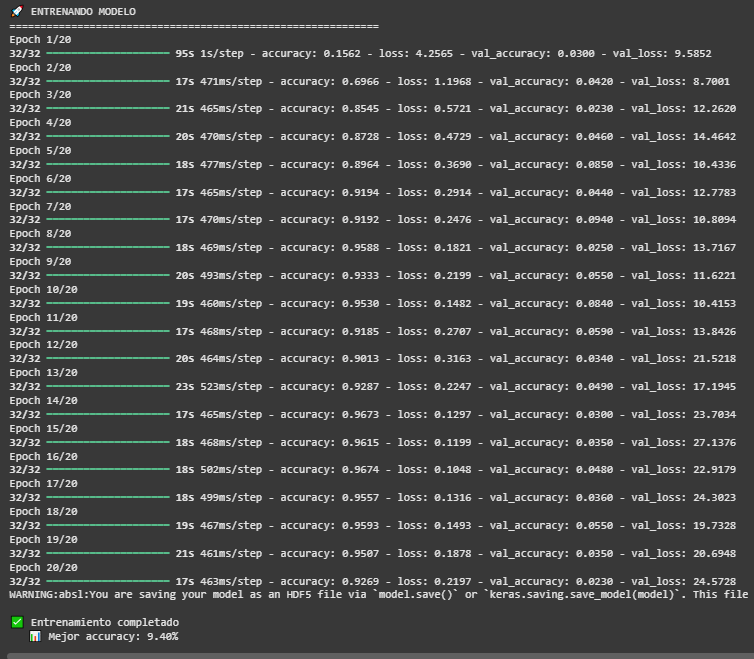 🚀 ENTRENANDO MODELO
======================================================================
Epoch 1/20
32/32 ━━━━━━━━━━━━━━━━━━━━ 95s 1s/step - accuracy: 0.1562 - loss: 4.2565 - val_accuracy: 0.0300 - val_loss: 9.5852
Epoch 2/20
32/32 ━━━━━━━━━━━━━━━━━━━━ 17s 471ms/step - accuracy: 0.6966 - loss: 1.1968 - val_accuracy: 0.0420 - val_loss: 8.7001
Epoch 3/20
32/32 ━━━━━━━━━━━━━━━━━━━━ 21s 465ms/step - accuracy: 0.8545 - loss: 0.5721 - val_accuracy: 0.0230 - val_loss: 12.2620
Epoch 4/20
32/32 ━━━━━━━━━━━━━━━━━━━━ 20s 470ms/step - accuracy: 0.8728 - loss: 0.4729 - val_accuracy: 0.0460 - val_loss: 14.4642
Epoch 5/20
32/32 ━━━━━━━━━━━━━━━━━━━━ 18s 477ms/step - accuracy: 0.8964 - loss: 0.3690 - val_accuracy: 0.0850 - val_loss: 10.4336
Epoch 6/20
32/32 ━━━━━━━━━━━━━━━━━━━━ 17s 465ms/step - accuracy: 0.9194 - loss: 0.2914 - val_accuracy: 0.0440 - val_loss: 12.7783
Epoch 7/20
32/32 ━━━━━━━━━━━━━━━━━━━━ 17s 470ms/step - accuracy: 0.9192 - loss: 0.2476 - val_accuracy: 0.0940 - val_loss: 10.8094
Epoch 8/20
32/32 ━━━━━━━━━━━━━━━━━━━━ 18s 469ms/step - accuracy: 0.9588 - loss: 0.1821 - val_accuracy: 0.0250 - val_loss: 13.7167
Epoch 9/20
32/32 ━━━━━━━━━━━━━━━━━━━━ 20s 493ms/step - accuracy: 0.9333 - loss: 0.2199 - val_accuracy: 0.0550 - val_loss: 11.6221
Epoch 10/20
32/32 ━━━━━━━━━━━━━━━━━━━━ 19s 460ms/step - accuracy: 0.9530 - loss: 0.1482 - val_accuracy: 0.0840 - val_loss: 10.4153
Epoch 11/20
32/32 ━━━━━━━━━━━━━━━━━━━━ 17s 468ms/step - accuracy: 0.9185 - loss: 0.2707 - val_accuracy: 0.0590 - val_loss: 13.8426
Epoch 12/20
32/32 ━━━━━━━━━━━━━━━━━━━━ 20s 464ms/step - accuracy: 0.9013 - loss: 0.3163 - val_accuracy: 0.0340 - val_loss: 21.5218
Epoch 13/20
32/32 ━━━━━━━━━━━━━━━━━━━━ 23s 523ms/step - accuracy: 0.9287 - loss: 0.2247 - val_accuracy: 0.0490 - val_loss: 17.1945
Epoch 14/20
32/32 ━━━━━━━━━━━━━━━━━━━━ 17s 465ms/step - accuracy: 0.9673 - loss: 0.1297 - val_accuracy: 0.0300 - val_loss: 23.7034
Epoch 15/20
32/32 ━━━━━━━━━━━━━━━━━━━━ 18s 468ms/step - accuracy: 0.9615 - loss: 0.1199 - val_accuracy: 0.0350 - val_loss: 27.1376
Epoch 16/20
32/32 ━━━━━━━━━━━━━━━━━━━━ 18s 502ms/step - accuracy: 0.9674 - loss: 0.1048 - val_accuracy: 0.0480 - val_loss: 22.9179
Epoch 17/20
32/32 ━━━━━━━━━━━━━━━━━━━━ 18s 499ms/step - accuracy: 0.9557 - loss: 0.1316 - val_accuracy: 0.0360 - val_loss: 24.3023
Epoch 18/20
32/32 ━━━━━━━━━━━━━━━━━━━━ 19s 467ms/step - accuracy: 0.9593 - loss: 0.1493 - val_accuracy: 0.0550 - val_loss: 19.7328
Epoch 19/20
32/32 ━━━━━━━━━━━━━━━━━━━━ 21s 461ms/step - accuracy: 0.9507 - loss: 0.1878 - val_accuracy: 0.0350 - val_loss: 20.6948
Epoch 20/20
32/32 ━━━━━━━━━━━━━━━━━━━━ 17s 463ms/step - accuracy: 0.9269 - loss: 0.2197 - val_accuracy: 0.0230 - val_loss: 24.5728
WARNING:absl:You are saving your model as an HDF5 file via `model.save()` or `keras.saving.save_model(model)`. This file
✅ Entrenamiento completado
📊 Mejor accuracy: 9.40%